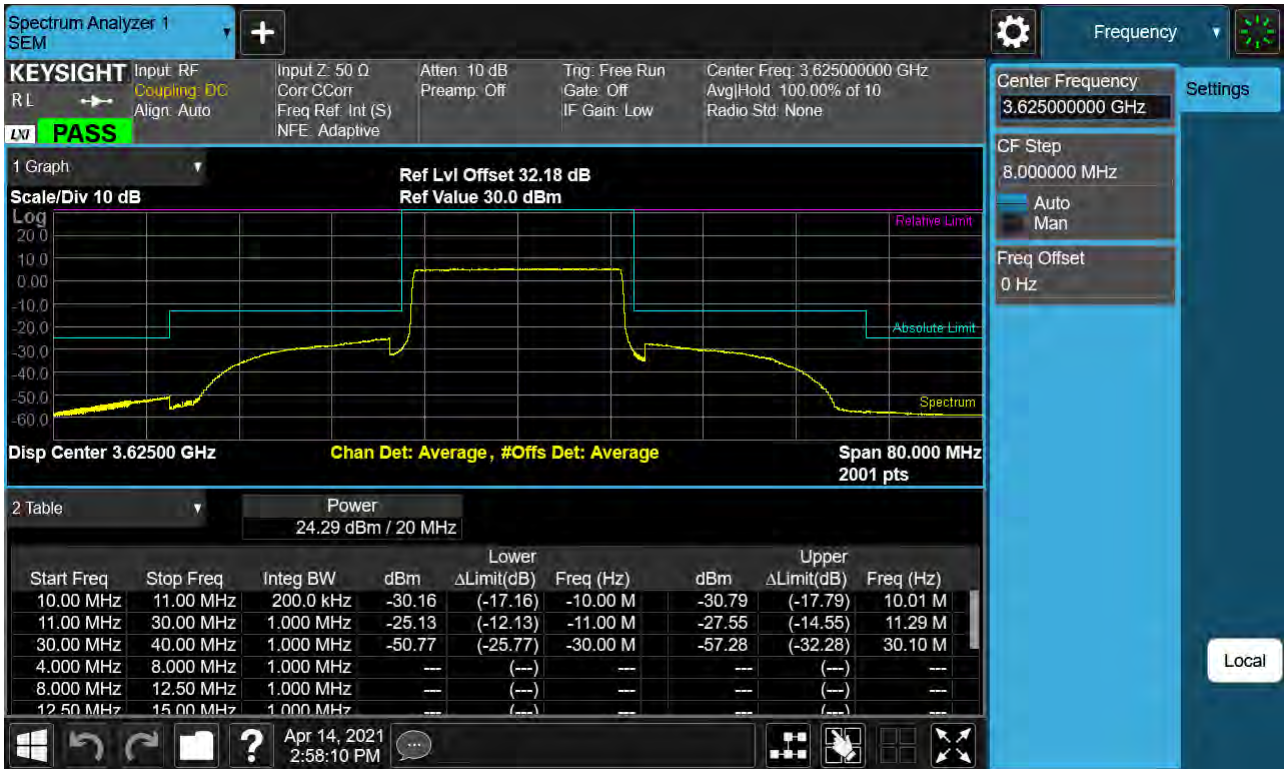 Spectrum Analyzer 1
SEM
+
Frequency
KEYSIGHT
R L
LXI
PASS
Input: RF
Coupling: DC
Align: Auto
Input Z: 50 Ω
Corr CCorr
Freq Ref: Int (S)
NFE: Adaptive
Atten: 10 dB
Preamp: Off
Trig: Free Run
Gate: Off
IF Gain: Low
Center Freq: 3.625000000 GHz
Avg|Hold: 100.00% of 10
Radio Std: None
Center Frequency
3.625000000 GHz
Settings
CF Step
8.000000 MHz
Auto
Man
Freq Offset
0 Hz
1 Graph
Scale/Div 10 dB
Ref Lvl Offset 32.18 dB
Ref Value 30.0 dBm
Log
Relative Limit
20.0
10.0
0.00
-10.0
-20.0
Absolute Limit
-30.0
-40.0
-50.0
Spectrum
-60.0
Disp Center 3.62500 GHz
Chan Det: Average, #Offs Det: Average
Span 80.000 MHz
2001 pts
2 Table
Power
24.29 dBm / 20 MHz
Lower Upper
Start Freq Stop Freq Integ BW dBm ΔLimit(dB) Freq (Hz) dBm ΔLimit(dB) Freq (Hz)
10.00 MHz 11.00 MHz 200.0 kHz -30.16 (-17.16) -10.00 M -30.79 (-17.79) 10.01 M
11.00 MHz 30.00 MHz 1.000 MHz -25.13 (-12.13) -11.00 M -27.55 (-14.55) 11.29 M
30.00 MHz 40.00 MHz 1.000 MHz -50.77 (-25.77) -30.00 M -57.28 (-32.28) 30.10 M
4.000 MHz 8.000 MHz 1.000 MHz --- (---) --- --- (---) ---
8.000 MHz 12.50 MHz 1.000 MHz --- (---) --- --- (---) ---
12.50 MHz 15.00 MHz 1.000 MHz --- (---) --- --- (---) ---
Local
?
Apr 14, 2021
2:58:10 PM